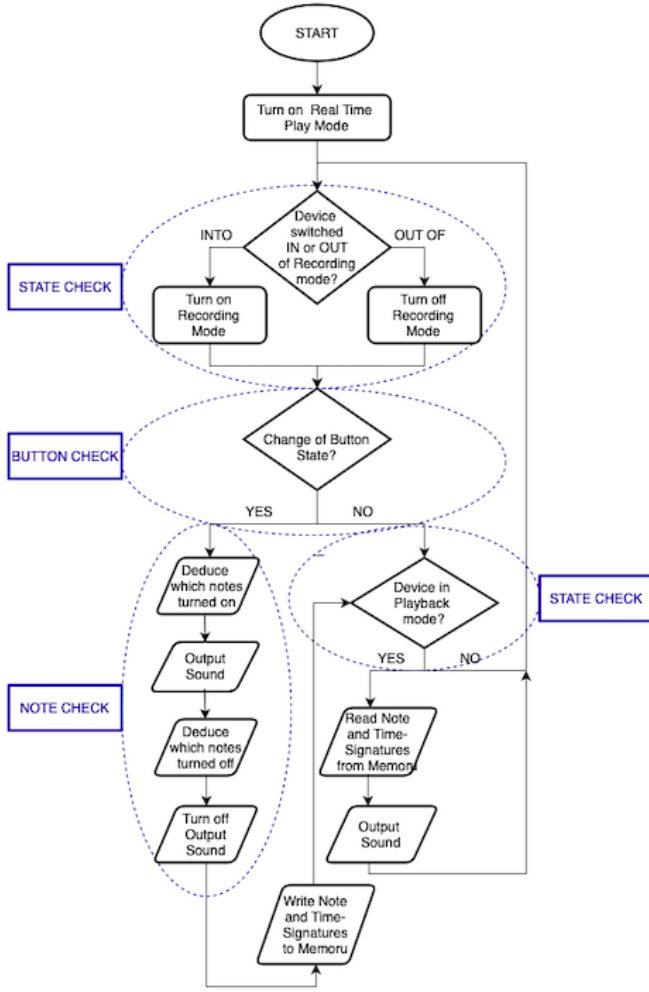 START
Turn on Real Time
Play Mode
Device
switched
IN or OUT
of Recording
mode?
INTO
OUT OF
STATE CHECK
Turn on
Recording
Mode
Turn off
Recording
Mode
BUTTON CHECK
Change of Button
State?
YES
NO
Deduce
which notes
turned on
Device in
Playback
mode?
STATE CHECK
Output
Sound
YES
NO
NOTE CHECK
Deduce
which notes
turned off
Read Note
and Time-
Signatures
from Memoru
Turn off
Output
Sound
Output
Sound
Write Note
and Time-
Signatures
to Memoru